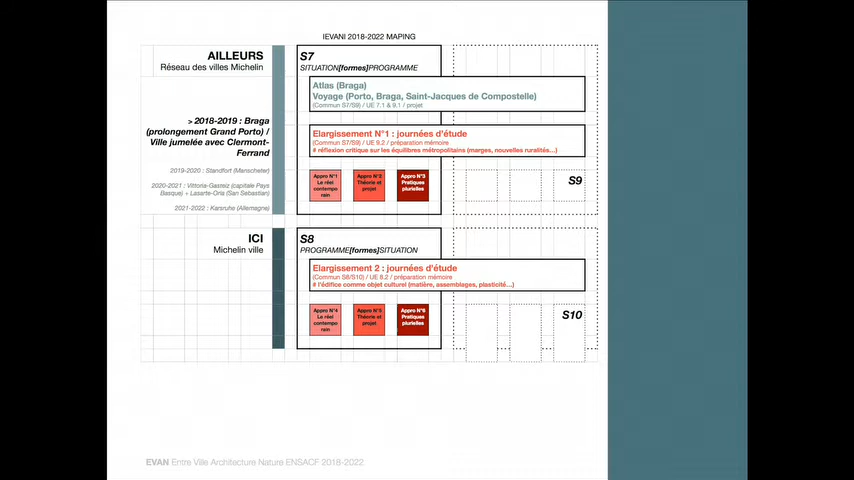 IEVANI 2018-2022 MAPING
AILLEURS
Réseau des villes Michelin
> 2018-2019 : Braga
(prolongement Grand Porto) /
Ville jumelée avec Clermont-
Ferrand
2019-2020 : Standfort (Manscheter)
2020-2021 : Vittoria-Gasteiz (capitale Pays
Basque) + Lasarte-Oria (San Sebastian)
2021-2022 : Karsruhe (Allemagne)
S7
SITUATION[formes]PROGRAMME
Atlas (Braga)
Voyage (Porto, Braga, Saint-Jacques de Compostelle)
(Commun S7/S9) / UE 7.1 & 9.1 / projet
Elargissement N°1 : journées d'étude
(Commun S7/S9) / UE 9.2 / préparation mémoire
# réflexion critique sur les équilibres métropolitains (marges, nouvelles ruralités...)
Appro N°1
Le réel
contempo
rain
Appro N°2
Théorie et
projet
Appro N°3
Pratiques
plurielles
S9
ICI
Michelin ville
S8
PROGRAMME[formes]SITUATION
Elargissement 2 : journées d'étude
(Commun S8/S10) / UE 8.2 / préparation mémoire
# l'édifice comme objet culturel (matière, assemblages, plasticité...)
Appro N°4
Le réel
contempo
rain
Appro N°5
Théorie et
projet
Appro N°6
Pratiques
plurielles
S10
EVAN Entre Ville Architecture Nature ENSACF 2018-2022